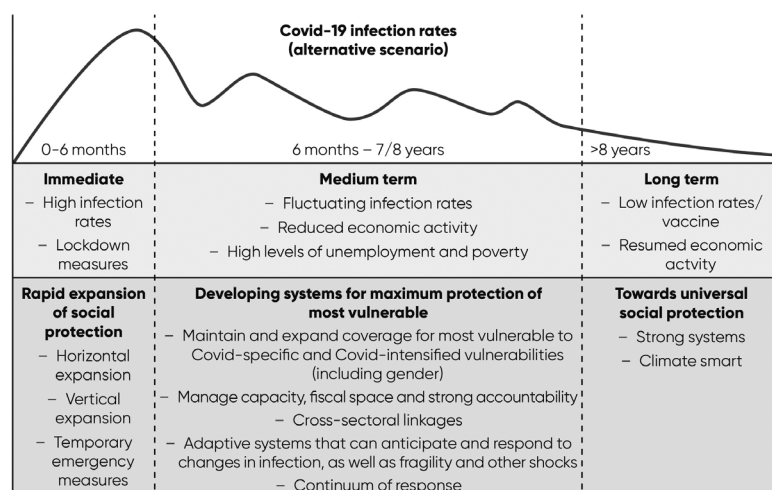 Covid-19 infection rates
(alternative scenario)
0-6 months
6 months – 7/8 years
>8 years
Immediate
– High infection
rates
– Lockdown
measures
Medium term
– Fluctuating infection rates
– Reduced economic activity
– High levels of unemployment and poverty
Long term
– Low infection rates/
vaccine
– Resumed economic
actvity
Rapid expansion
of social
protection
– Horizontal
expansion
– Vertical
expansion
– Temporary
emergency
measures
Developing systems for maximum protection of
most vulnerable
– Maintain and expand coverage for most vulnerable to
Covid-specific and Covid-intensified vulnerabilities
(including gender)
– Manage capacity, fiscal space and strong accountability
– Cross-sectoral linkages
– Adaptive systems that can anticipate and respond to
changes in infection, as well as fragility and other shocks
– Continuum of response
Towards universal
social protection
– Strong systems
– Climate smart